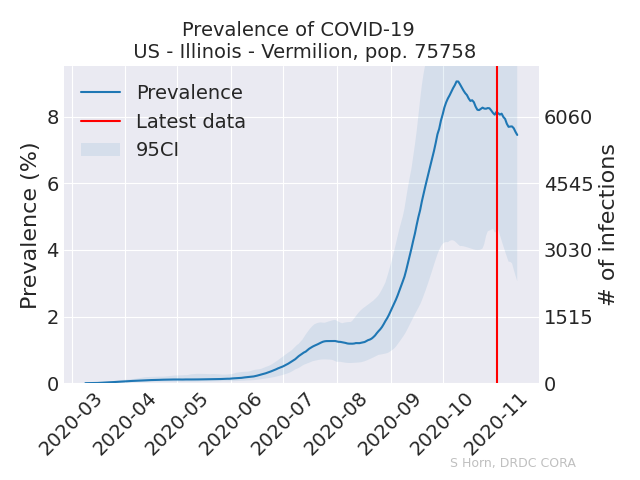 Prevalence of COVID-19
US - Illinois - Vermilion, pop. 75758
Prevalence
Latest data
95CI
Prevalence (%)
0
2
4
6
8
# of infections
0
1515
3030
4545
6060
2020-03
2020-04
2020-05
2020-06
2020-07
2020-08
2020-09
2020-10
2020-11
S Horn, DRDC CORA